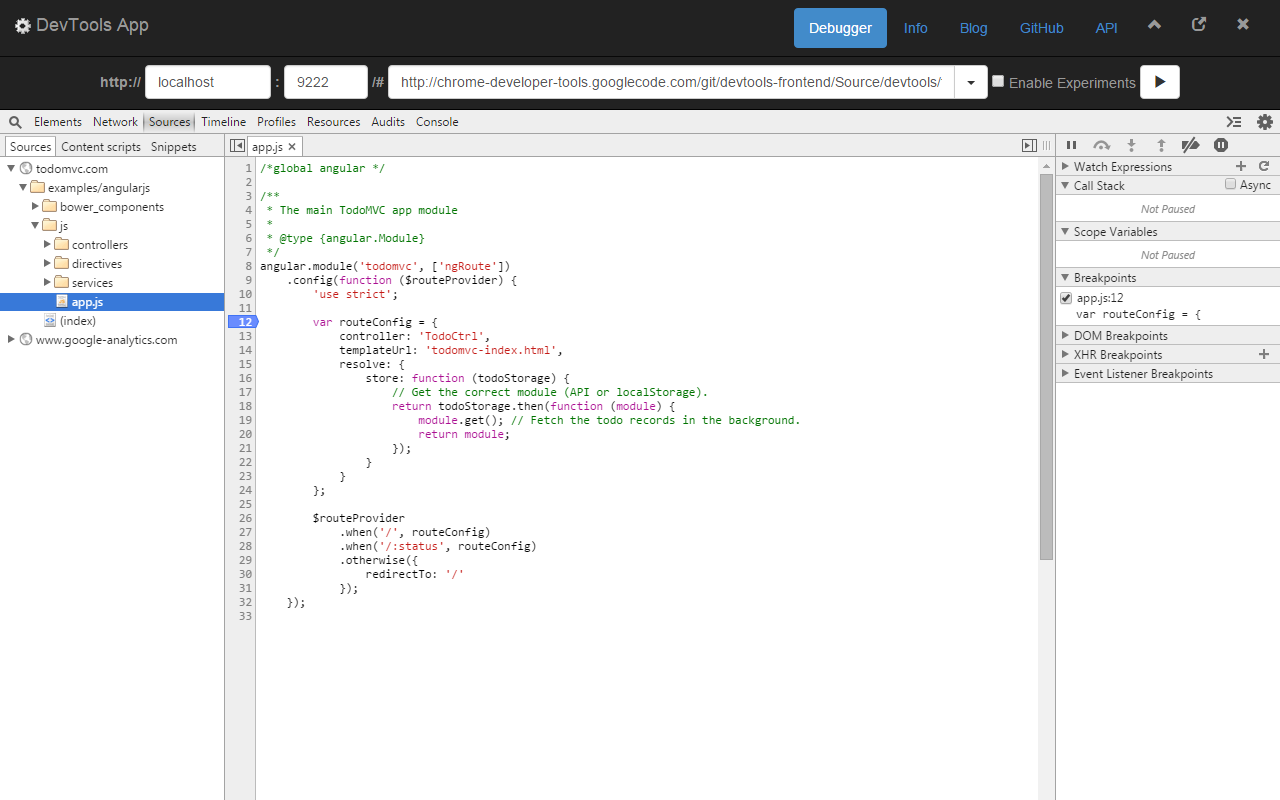 DevTools App
Debugger Info Blog GitHub API
http:// localhost : 9222 /# http://chrome-developer-tools.googlecode.com/git/devtools-frontend/Source/devtools/ Enable Experiments
Elements Network Sources Timeline Profiles Resources Audits Console
Sources Content scripts Snippets
todomvc.com
examples/angularjs
bower_components
js
controllers
directives
services
app.js
(index)
www.google-analytics.com
app.js
1 /*global angular */
2
3 /**
4  * The main TodoMVC app module
5  *
6  * @type {angular.Module}
7  */
8 angular.module('todomvc', ['ngRoute'])
9     .config(function ($routeProvider) {
10         'use strict';
11
12         var routeConfig = {
13             controller: 'TodoCtrl',
14             templateUrl: 'todomvc-index.html',
15             resolve: {
16                 store: function (todoStorage) {
17                     // Get the correct module (API or localStorage).
18                     return todoStorage.then(function (module) {
19                         module.get(); // Fetch the todo records in the background.
20                         return module;
21                     });
22                 }
23             }
24         };
25
26         $routeProvider
27             .when('/', routeConfig)
28             .when('/:status', routeConfig)
29             .otherwise({
30                 redirectTo: '/'
31             });
32     });
33
Watch Expressions
Call Stack Async
Not Paused
Scope Variables
Not Paused
Breakpoints
app.js:12
var routeConfig = {
DOM Breakpoints
XHR Breakpoints
Event Listener Breakpoints